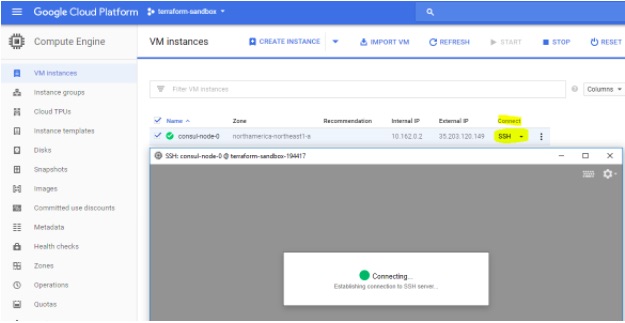 Google Cloud Platform terraform-sandbox
Compute Engine VM instances CREATE INSTANCE IMPORT VM REFRESH START STOP RESET
VM instances
Instance groups
Cloud TPUs
Instance templates
Disks
Snapshots
Images
Committed use discounts
Metadata
Health checks
Zones
Operations
Quotas
Filter VM instances Columns
Name Zone Recommendation Internal IP External IP Connect
consul-node-0 northamerica-northeast1-a 10.162.0.2 35.203.120.149 SSH
SSH: consul-node-0 @ terraform-sandbox-194417
Connecting...
Establishing connection to SSH server...